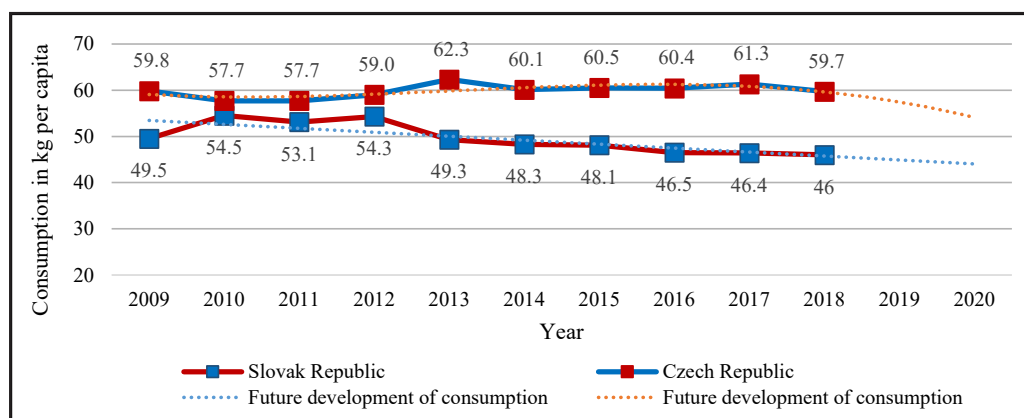 70
60
50
40
30
20
Consumption in kg per capita
59.8 57.7 57.7 59.0 62.3 60.1 60.5 60.4 61.3 59.7
49.5 54.5 53.1 54.3 49.3 48.3 48.1 46.5 46.4 46
2009 2010 2011 2012 2013 2014 2015 2016 2017 2018 2019 2020
Year
Slovak Republic Czech Republic
Future development of consumption Future development of consumption